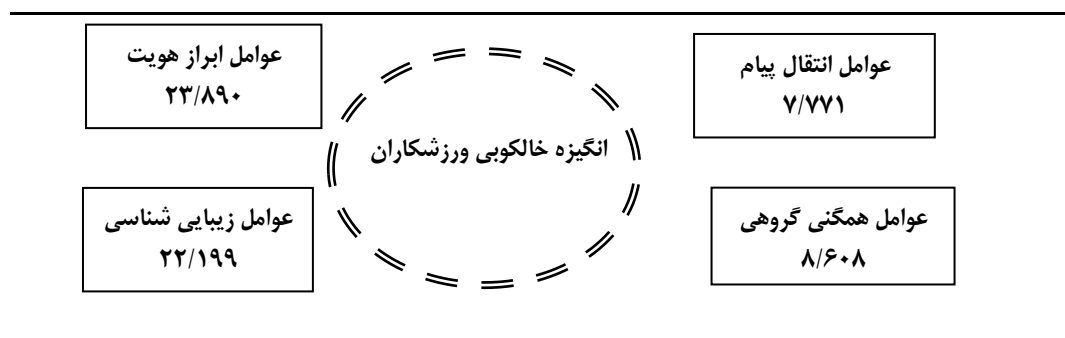 عوامل انتقال پیام
۷/۷۷۱
عوامل ابراز هویت
۲۳/۸۹۰
انگیزه خالکوبی ورزشکاران
عوامل همگنی گروهی
۸/۶۰۸
عوامل زیبایی شناسی
۲۲/۱۹۹